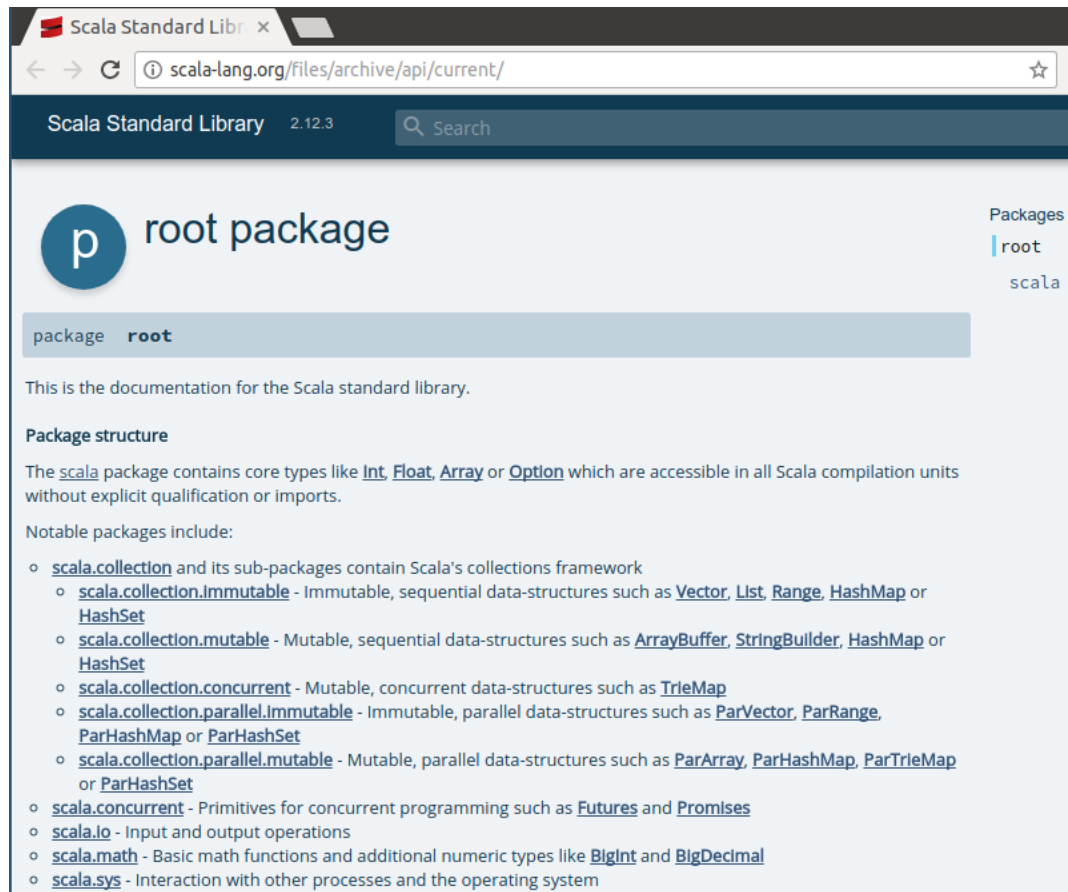 Scala Standard Libr
scala-lang.org/files/archive/api/current/
Scala Standard Library 2.12.3 Search
p root package
Packages
root
scala
package root
This is the documentation for the Scala standard library.
Package structure
The scala package contains core types like Int, Float, Array or Option which are accessible in all Scala compilation units
without explicit qualification or imports.
Notable packages include:
scala.collection and its sub-packages contain Scala's collections framework
scala.collection.immutable - Immutable, sequential data-structures such as Vector, List, Range, HashMap or
HashSet
scala.collection.mutable - Mutable, sequential data-structures such as ArrayBuffer, StringBuilder, HashMap or
HashSet
scala.collection.concurrent - Mutable, concurrent data-structures such as TrieMap
scala.collection.parallel.immutable - Immutable, parallel data-structures such as ParVector, ParRange,
ParHashMap or ParHashSet
scala.collection.parallel.mutable - Mutable, parallel data-structures such as ParArray, ParHashMap, ParTrieMap
or ParHashSet
scala.concurrent - Primitives for concurrent programming such as Futures and Promises
scala.io - Input and output operations
scala.math - Basic math functions and additional numeric types like BigInt and BigDecimal
scala.sys - Interaction with other processes and the operating system